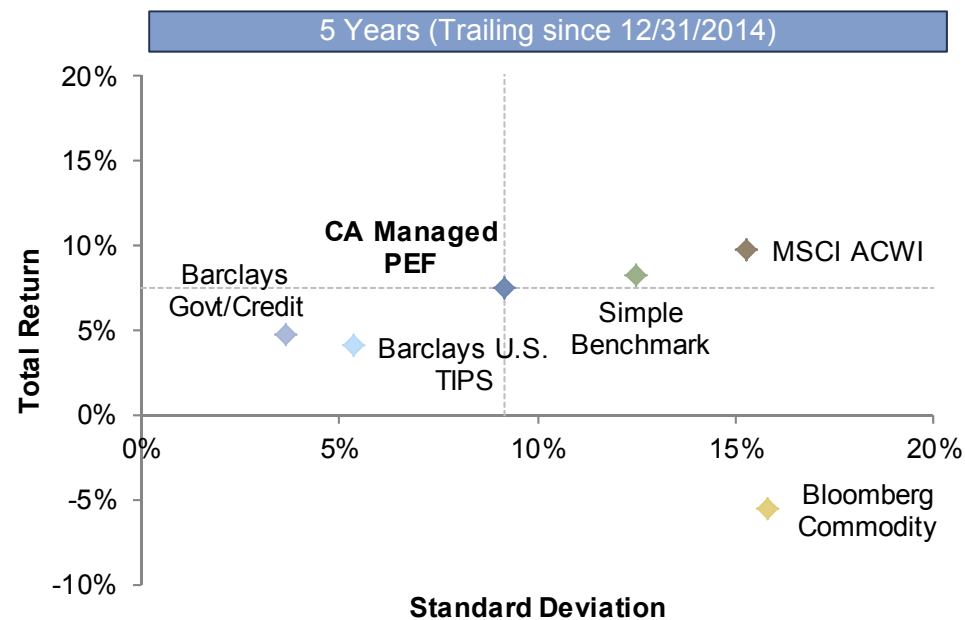 5 Years (Trailing since 12/31/2014)
20%
15%
10%
5%
0%
-5%
-10%
Total Return
CA Managed
PEF
MSCI ACWI
Barclays
Govt/Credit
Simple
Benchmark
Barclays U.S.
TIPS
0%
5%
10%
15%
20%
Bloomberg
Commodity
Standard Deviation